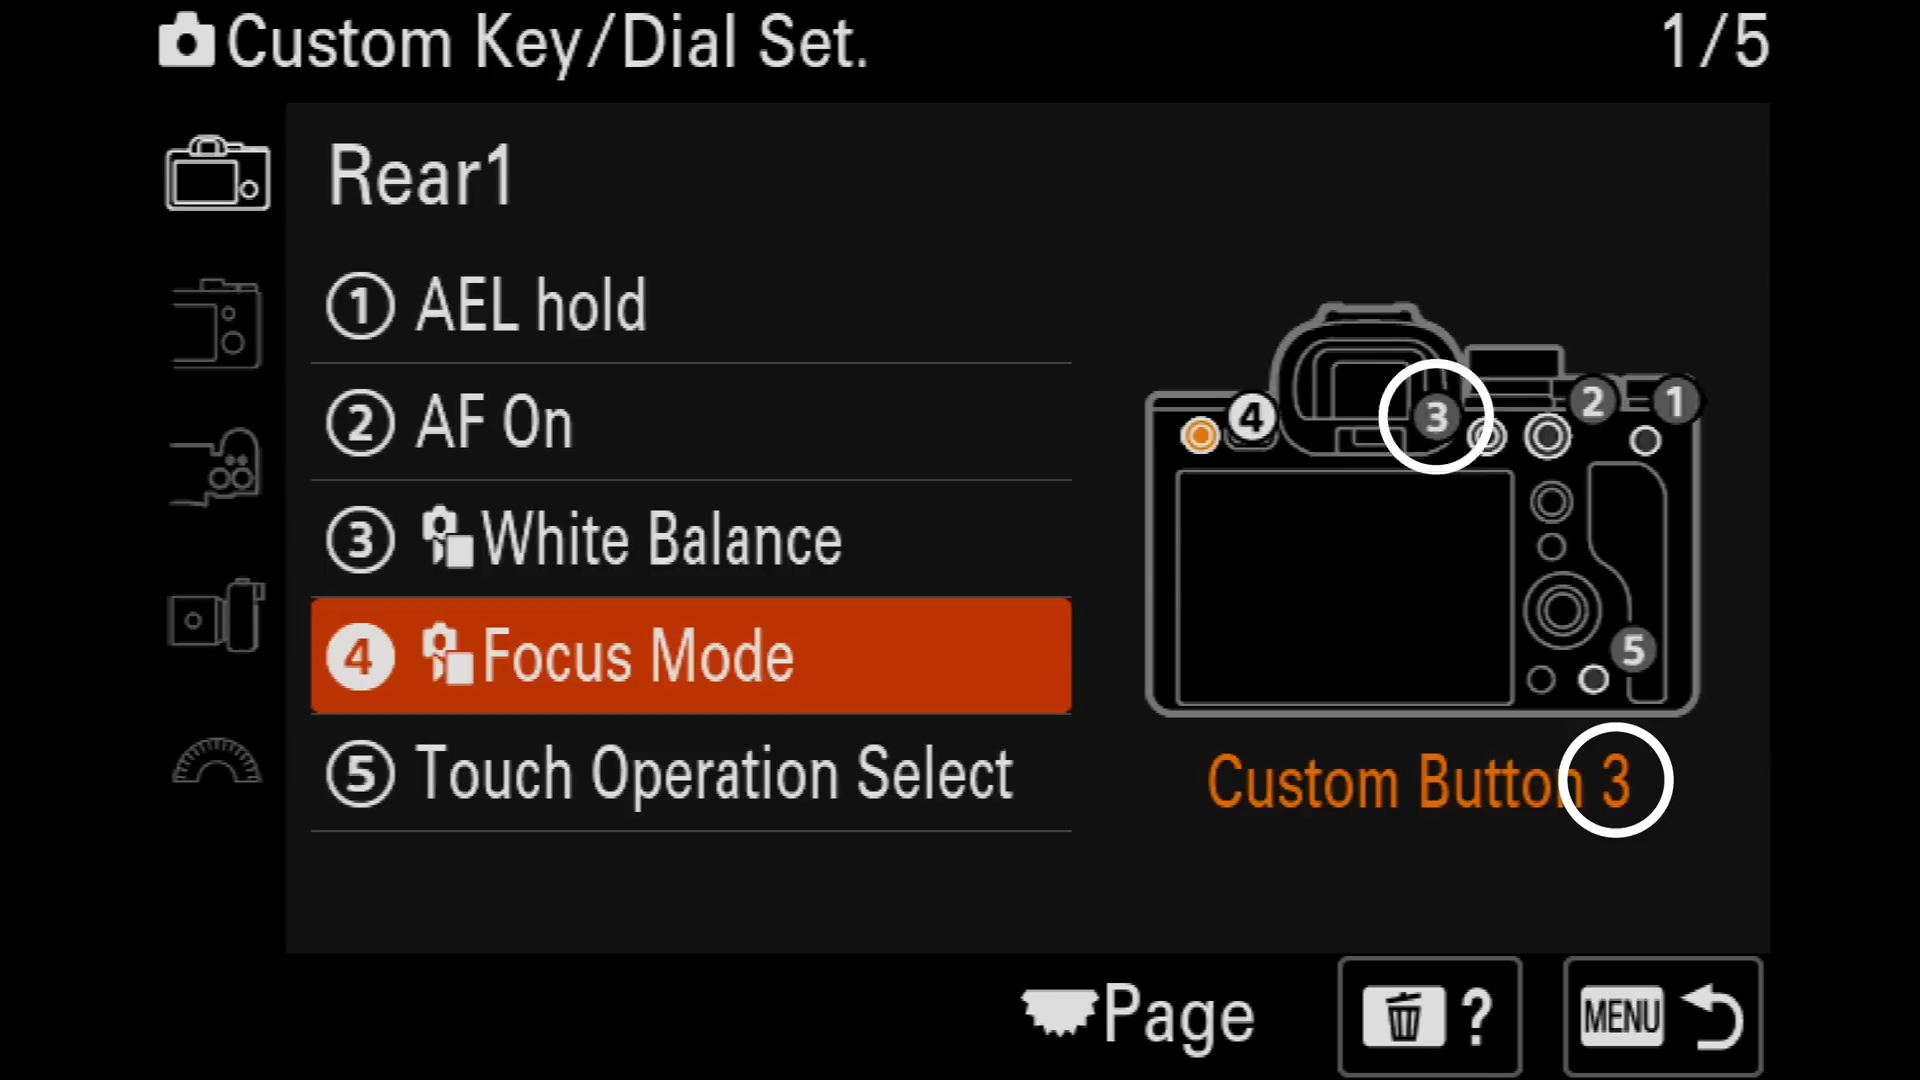 Custom Key/Dial Set.
1/5
Rear1
① AEL hold
② AF On
③ White Balance
④ Focus Mode
⑤ Touch Operation Select
④ ③ ② ①
⑤
Custom Button 3
Page
?
MENU